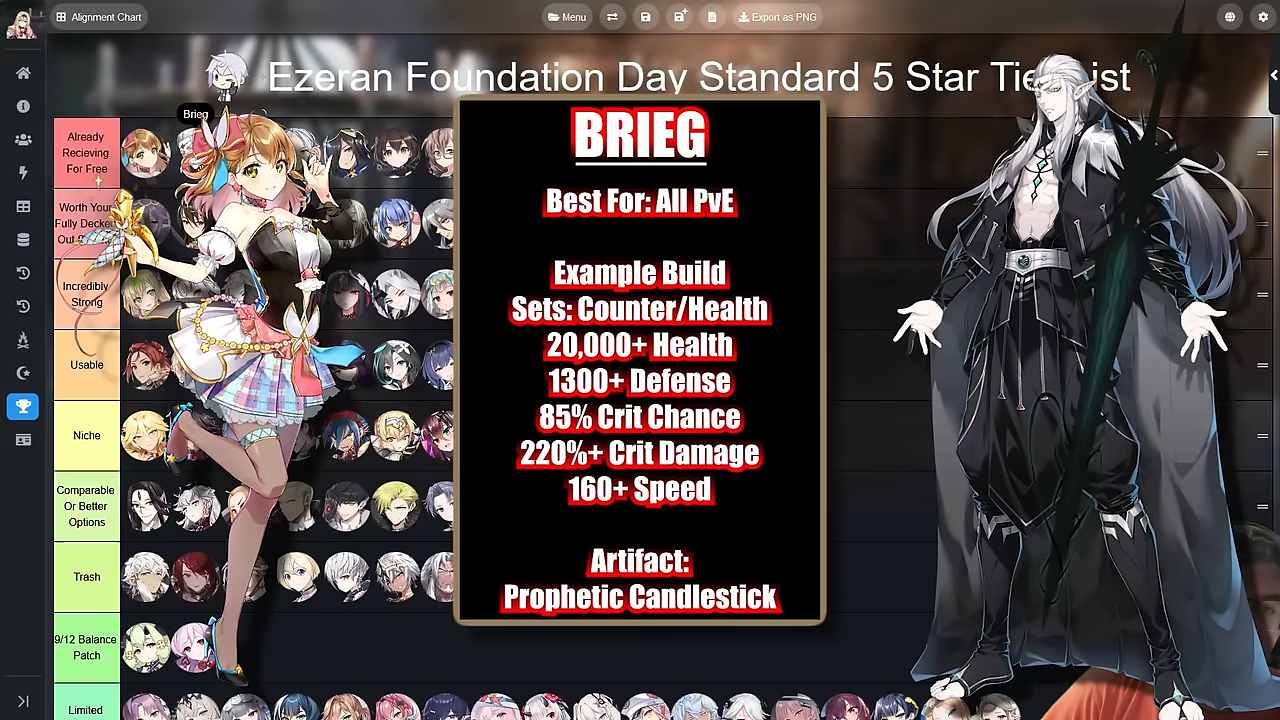 Alignment Chart
Menu
Export as PNG
Ezeran Foundation Day Standard 5 Star Tie ist
Brieg
Already
Recieving
For Free
Worth Your
Fully Decked
Out
Incredibly
Strong
Usable
Niche
Comparable
Or Better
Options
Trash
9/12 Balance
Patch
Limited
BRIEG
Best For: All PvE
Example Build
Sets: Counter/Health
20,000+ Health
1300+ Defense
85% Crit Chance
220%+ Crit Damage
160+ Speed
Artifact:
Prophetic Candlestick